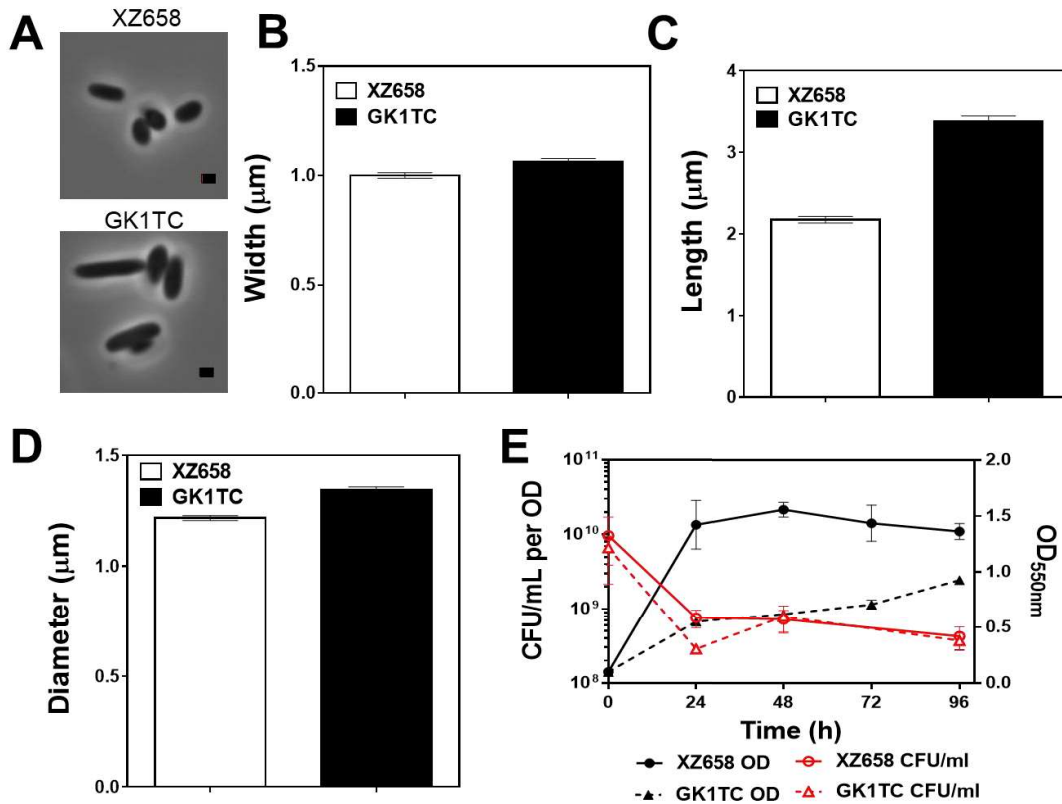 A
XZ658
GK1TC
B
1.5
1.0
0.5
0.0
Width (μm)
XZ658
GK1TC
C
4
3
2
1
0
Length (μm)
XZ658
GK1TC
D
1.5
1.0
0.5
0.0
Diameter (μm)
XZ658
GK1TC
E
10¹¹
10¹⁰
10⁹
10⁸
CFU/mL per OD
2.0
1.5
1.0
0.5
0.0
OD₅₅₀nm
0 24 48 72 96
Time (h)
XZ658 OD XZ658 CFU/ml
GK1TC OD GK1TC CFU/ml